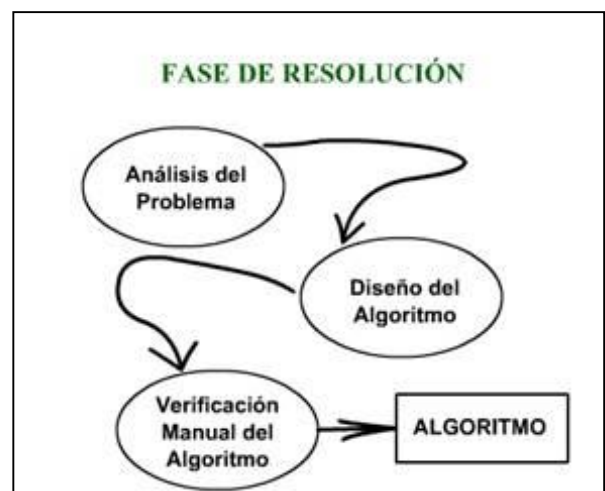 FASE DE RESOLUCIÓN
Análisis del
Problema
Diseño del
Algoritmo
Verificación
Manual del
Algoritmo
ALGORITMO